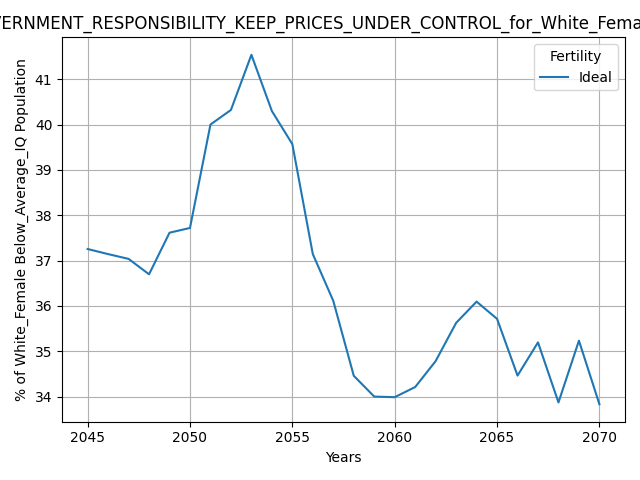 VERNMENT_RESPONSIBILITY_KEEP_PRICES_UNDER_CONTROL_for_White_Fema
Fertility
Ideal
% of White_Female Below_Average_IQ Population
41
40
39
38
37
36
35
34
2045 2050 2055 2060 2065 2070
Years